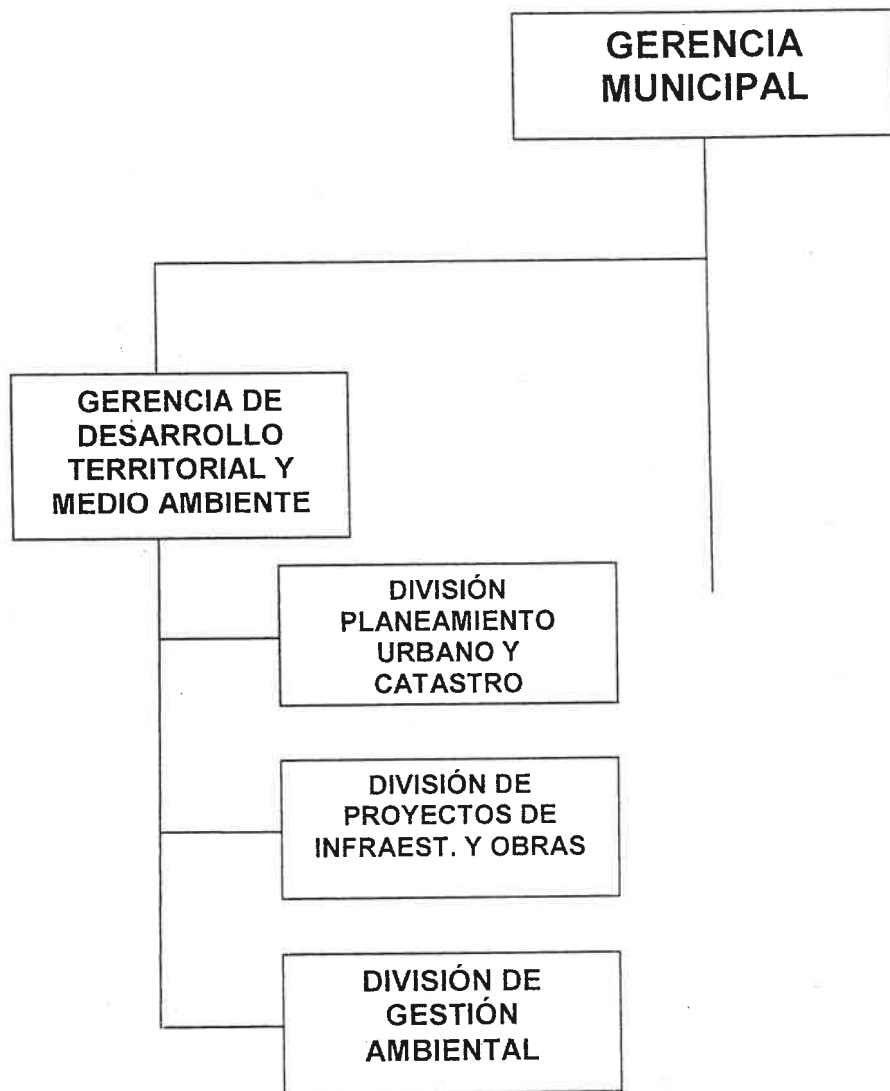 GERENCIA
MUNICIPAL
GERENCIA DE
DESARROLLO
TERRITORIAL Y
MEDIO AMBIENTE
DIVISIÓN
PLANEAMIENTO
URBANO Y
CATASTRO
DIVISIÓN DE
PROYECTOS DE
INFRAEST. Y OBRAS
DIVISIÓN DE
GESTIÓN
AMBIENTAL